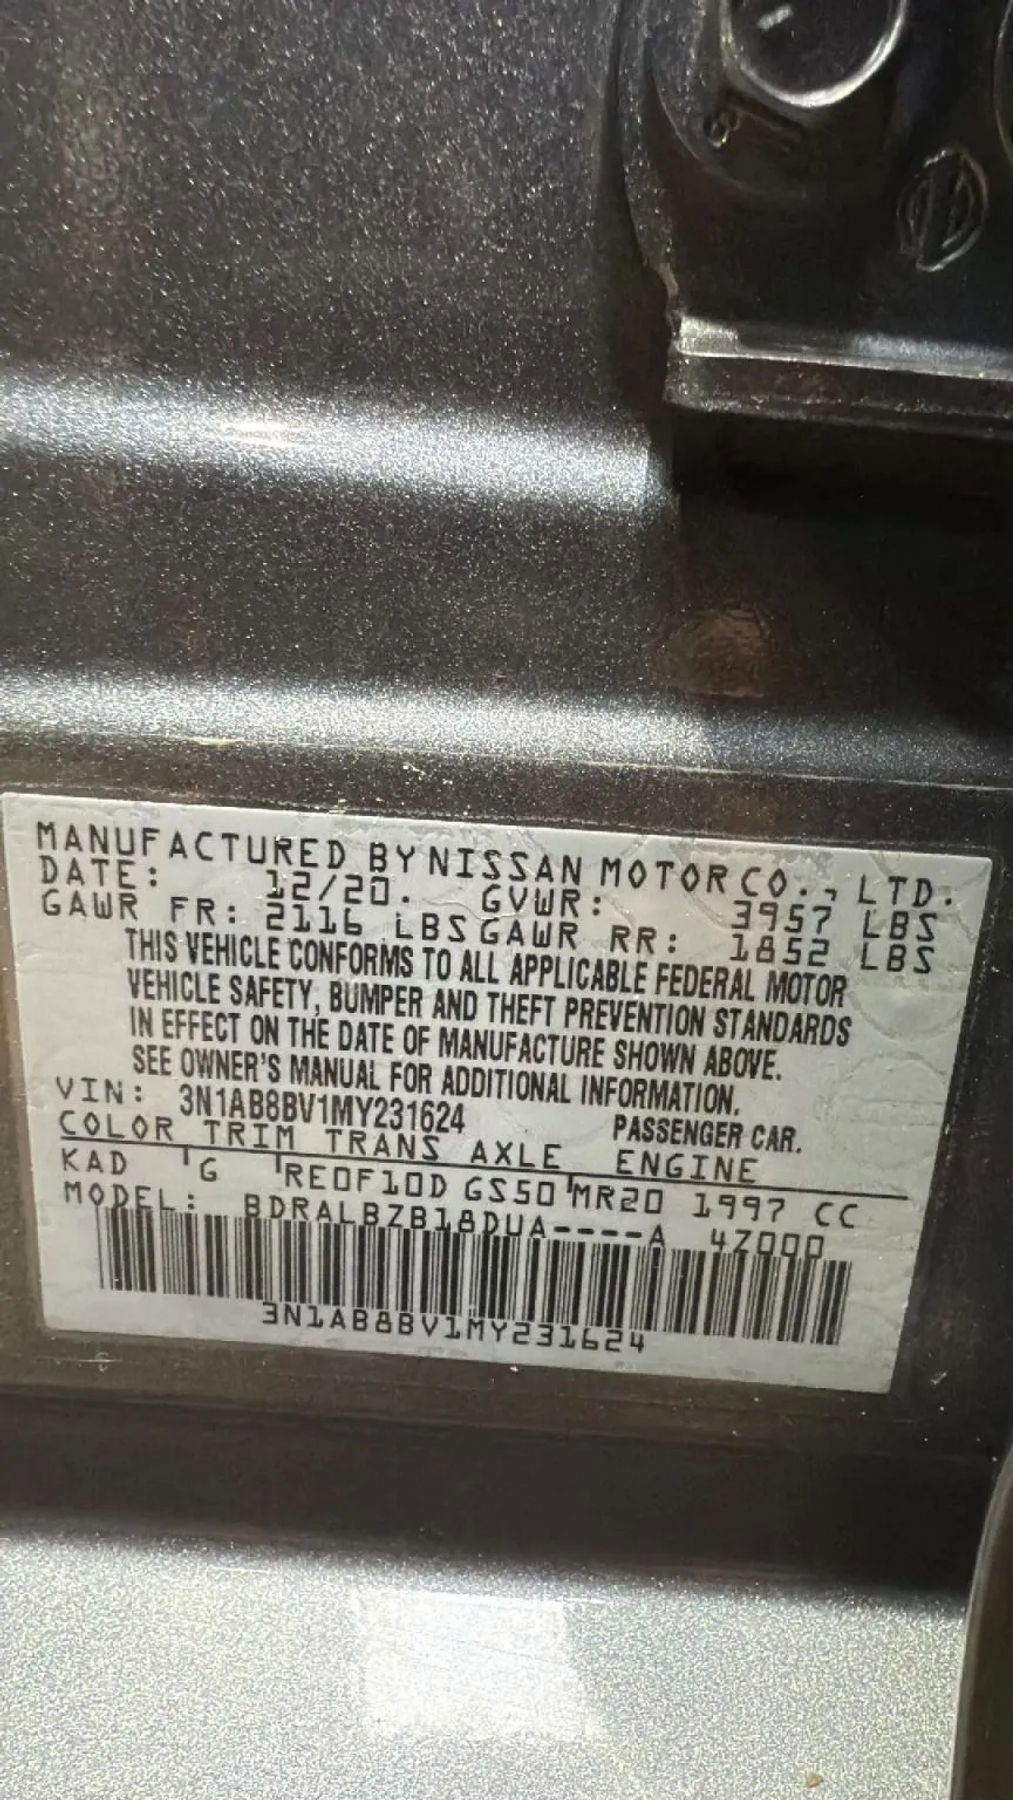 MANUFACTURED BY NISSAN MOTOR CO., LTD.
DATE: 12/20. GVWR: 3957 LBS
GAWR FR: 2116 LBS GAWR RR: 1852 LBS
THIS VEHICLE CONFORMS TO ALL APPLICABLE FEDERAL MOTOR
VEHICLE SAFETY, BUMPER AND THEFT PREVENTION STANDARDS
IN EFFECT ON THE DATE OF MANUFACTURE SHOWN ABOVE.
SEE OWNER'S MANUAL FOR ADDITIONAL INFORMATION.
VIN: 3N1AB8BV1MY231624 PASSENGER CAR.
COLOR TRIM TRANS AXLE ENGINE
KAD G RE0F10D GS50 MR20 1997 CC
MODEL: BDRALBZB18DUA----A 4Z000
3N1AB8BV1MY231624